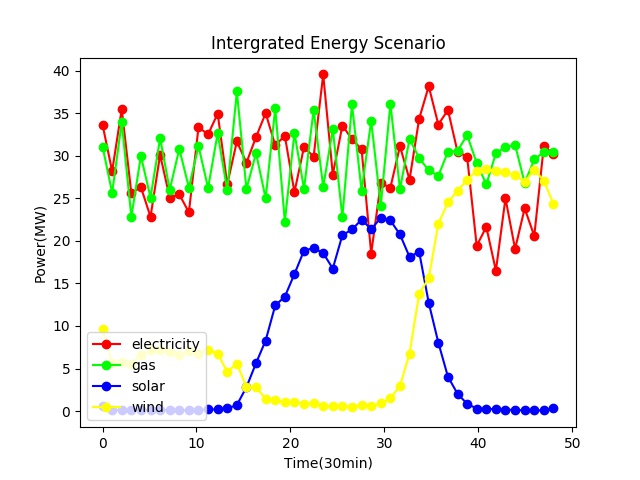 Intergrated Energy Scenario
Power(MW)
40
35
30
25
20
15
10
5
0
electricity
gas
solar
wind
0 10 20 30 40 50
Time(30min)